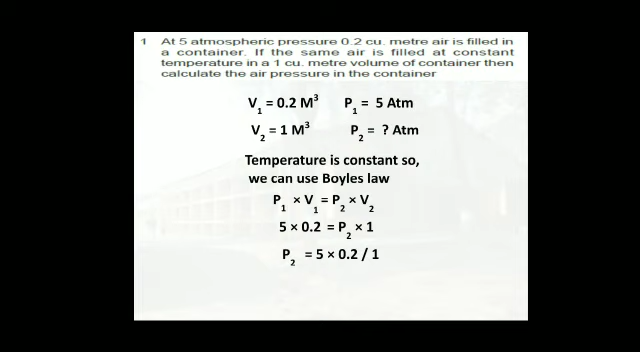 1 At 5 atmospheric pressure 0.2 cu. metre air is filled in
a container. If the same air is filled at constant
temperature in a 1 cu. metre volume of container then
calculate the air pressure in the container
V₁ = 0.2 M³ P₁ = 5 Atm
V₂ = 1 M³ P₂ = ? Atm
Temperature is constant so,
we can use Boyles law
P₁ × V₁ = P₂ × V₂
5 × 0.2 = P₂ × 1
P₂ = 5 × 0.2 / 1